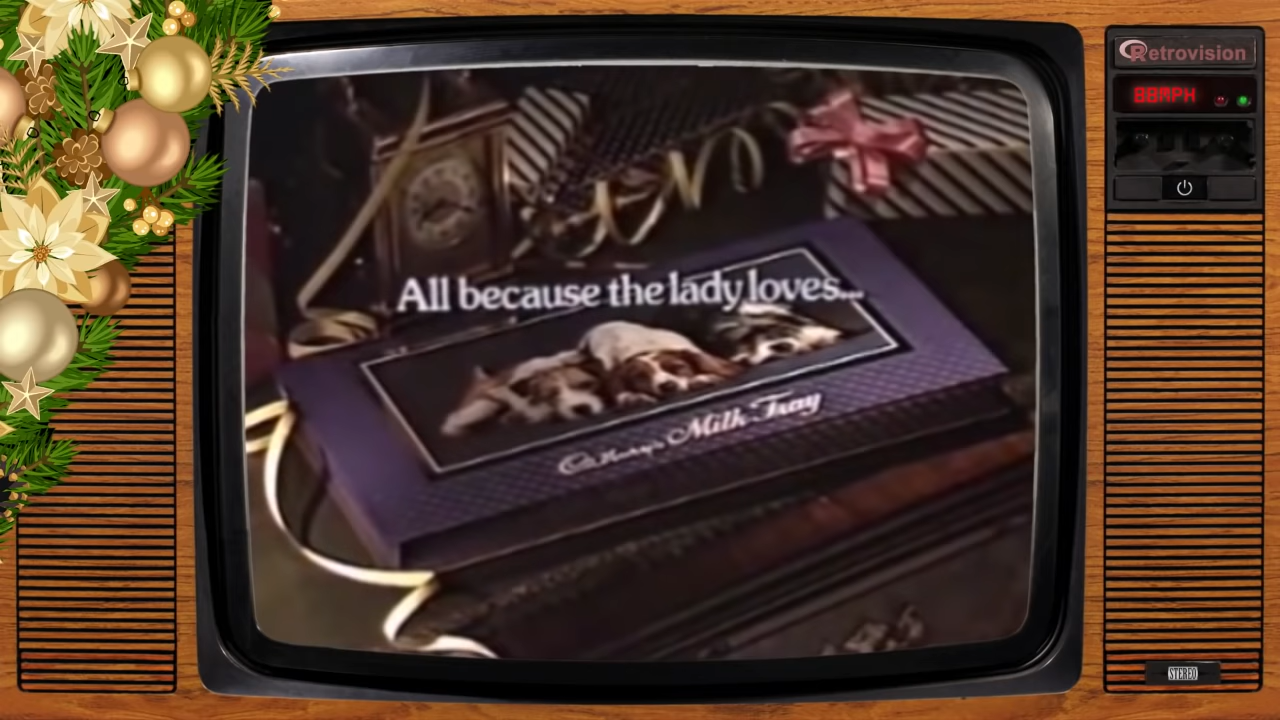 Retrovision
88MPH
All because the lady loves...
Cadbury's Milk Tray
STEREO